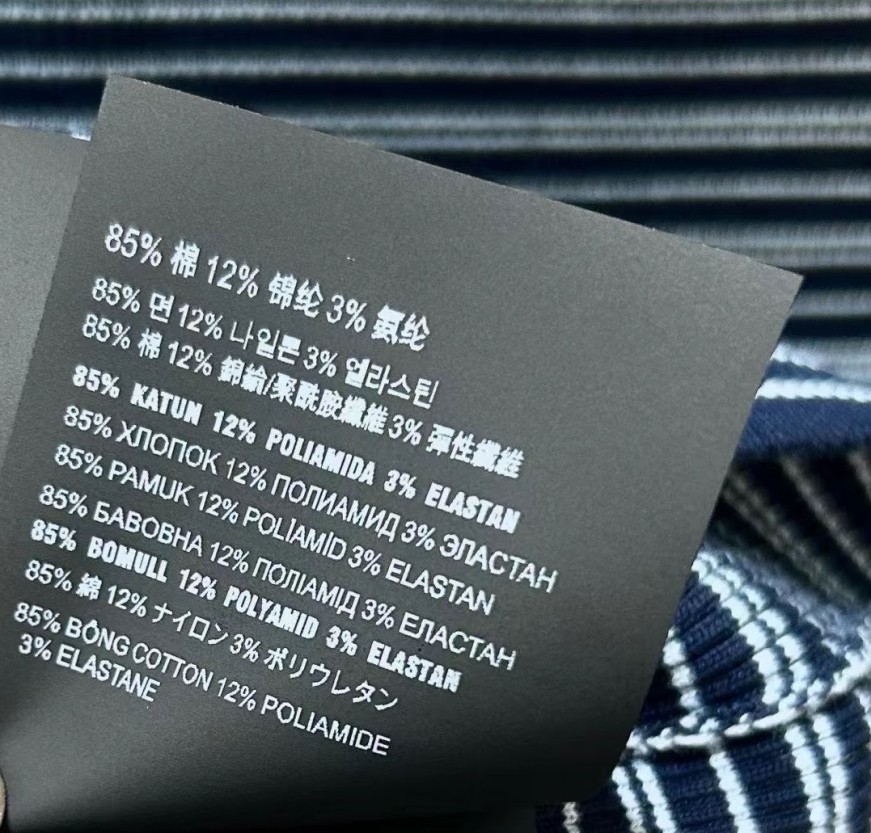 85% 棉 12% 锦纶 3% 氨纶
85% 면 12% 나일론 3% 엘라스틴
85% 棉 12% 錦綸/聚酰胺纖維 3% 彈性纖維
85% KATUN 12% POLIAMIDA 3% ELASTAN
85% ХЛОПОК 12% ПОЛИАМИД 3% ЭЛАСТАН
85% PAMUK 12% POLIAMİD 3% ELASTAN
85% БАВОВНА 12% ПОЛІАМІД 3% ЕЛАСТАН
85% BOMULL 12% POLYAMID 3% ELASTAN
85% 綿 12% ナイロン 3% ポリウレタン
85% BÔNG COTTON 12% POLIAMIDE
3% ELASTANE